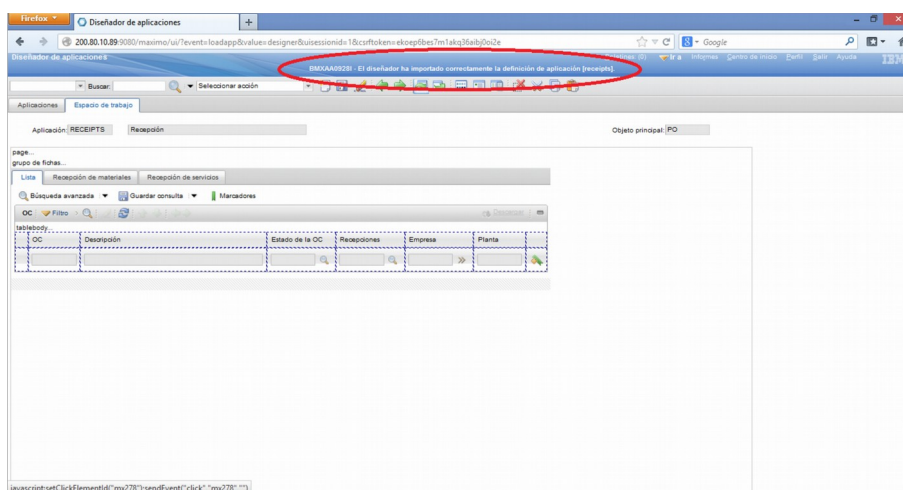 Firefox
Diseñador de aplicaciones
+
200.80.10.89:9080/maximo/ui/?event=loadapp&value=designer&uisessionid=1&csrftoken=ekoep6bes7m1akq36aibj0oi2e
Google
Diseñador de aplicaciones
BMXAA0928I - El diseñador ha importado correctamente la definición de aplicación [receipts].
(0) Ir a Informes Centro de inicio Perfil Salir Ayuda IBM
Buscar: Seleccionar acción
Aplicaciones Espacio de trabajo
Aplicación: RECEIPTS Recepción Objeto principal: PO
page...
grupo de fichas...
Lista Recepción de materiales Recepción de servicios
Búsqueda avanzada Guardar consulta Marcadores
OC Filtro
tablebody...
OC Descripción Estado de la OC Recepciones Empresa Planta
javascript:setClickElementId("mx278");sendEvent("click","mx278","")